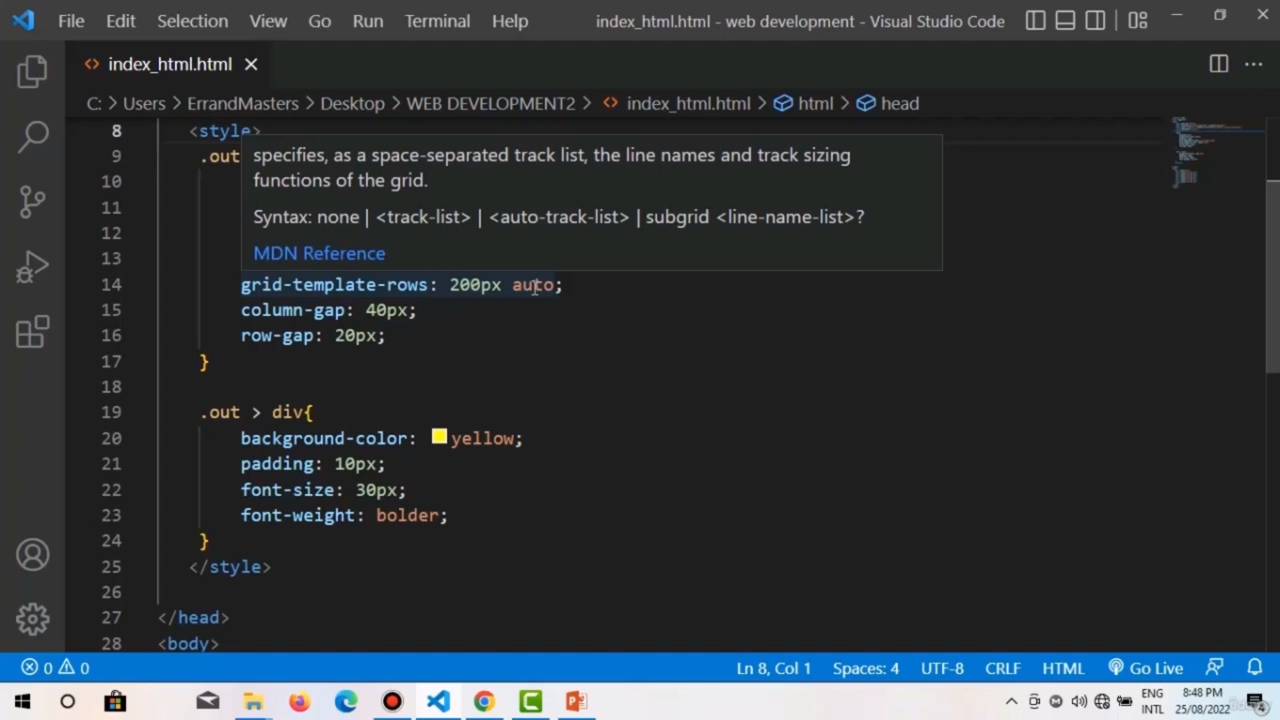 File Edit Selection View Go Run Terminal Help index_html.html - web development - Visual Studio Code
index_html.html
C: > Users > ErrandMasters > Desktop > WEB DEVELOPMENT2 > index_html.html > html > head
8 <style>
9 .out
specifies, as a space-separated track list, the line names and track sizing
functions of the grid.
10
11
Syntax: none | <track-list> | <auto-track-list> | subgrid <line-name-list>?
12
13
MDN Reference
14 grid-template-rows: 200px auto;
15 column-gap: 40px;
16 row-gap: 20px;
17 }
18
19 .out > div{
20 background-color: yellow;
21 padding: 10px;
22 font-size: 30px;
23 font-weight: bolder;
24 }
25 </style>
26
27 </head>
28 <body>
0 0 Ln 8, Col 1 Spaces: 4 UTF-8 CRLF HTML Go Live
ENG 8:48 PM
INTL 25/08/2022